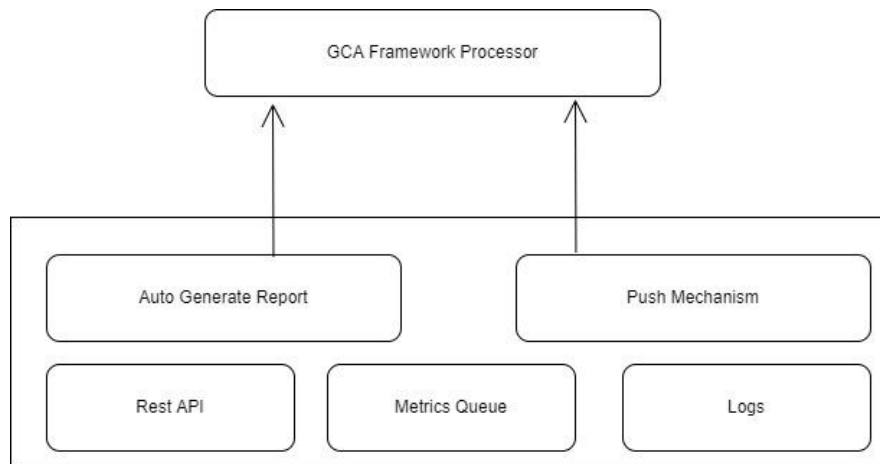 GCA Framework Processor
Auto Generate Report
Push Mechanism
Rest API
Metrics Queue
Logs